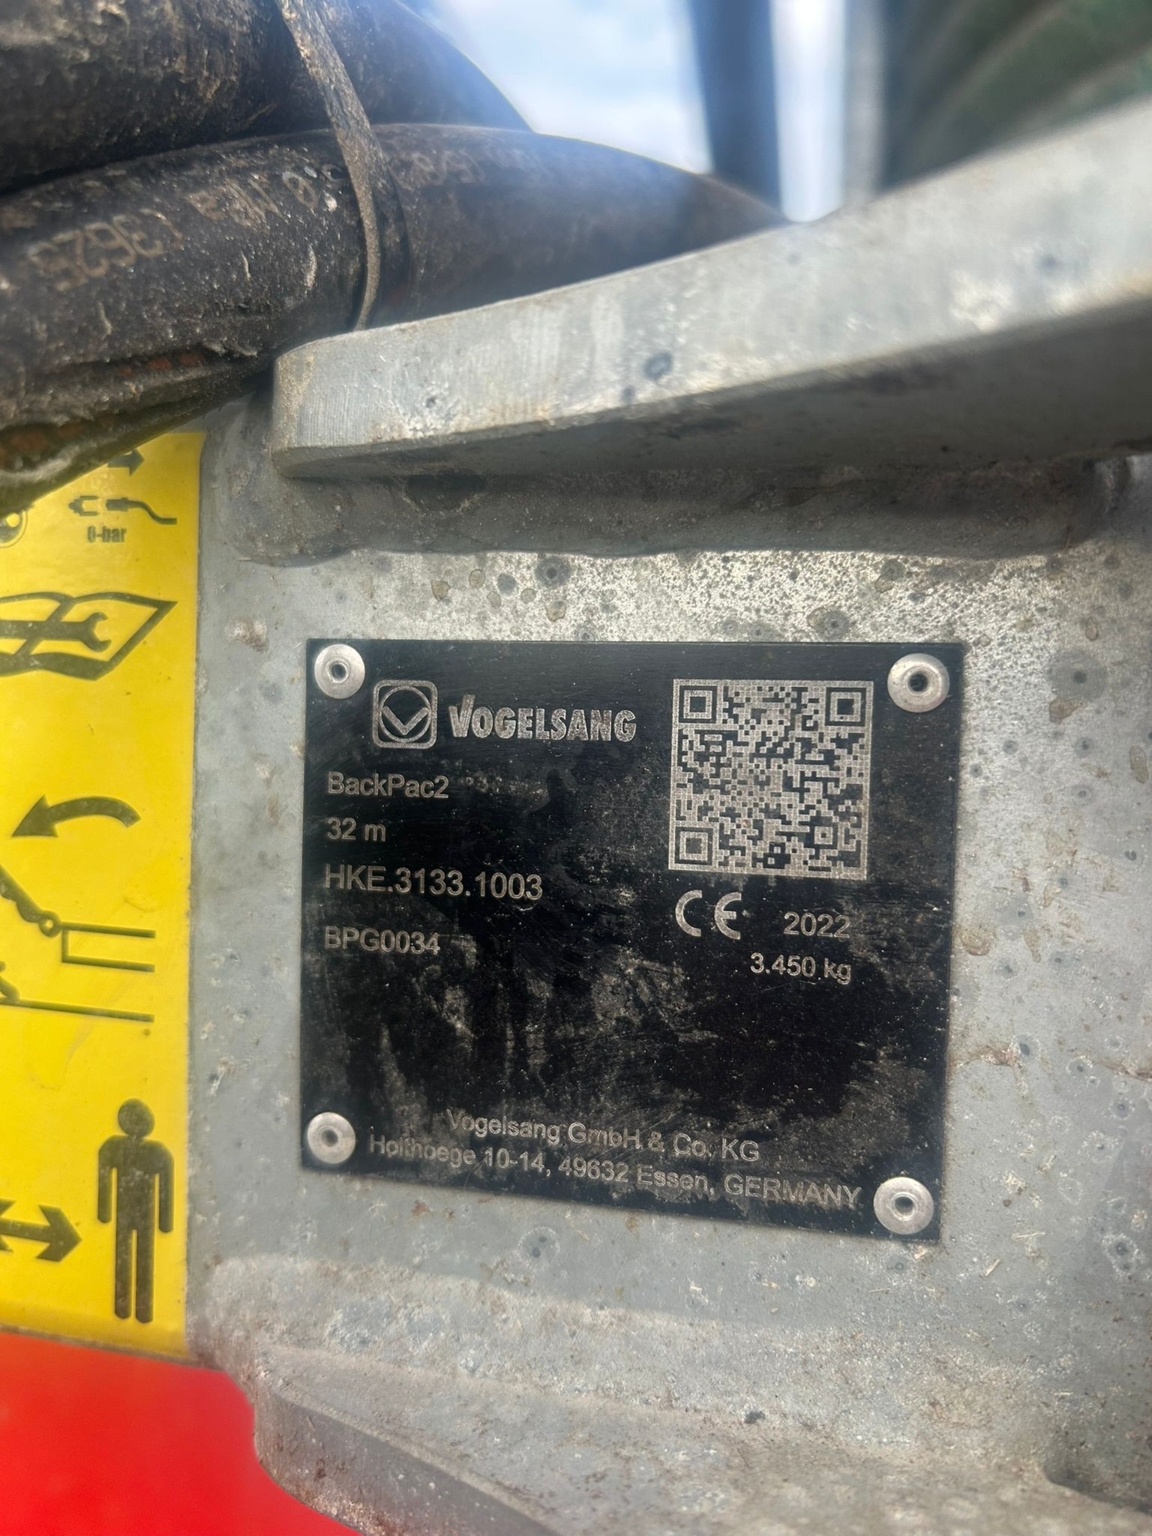 0-bar
VOGELSANG
BackPac2
32 m
HKE.3133.1003
BPG0034
CE 2022
3.450 kg
Vogelsang GmbH & Co. KG
Holthoege 10-14, 49632 Essen, GERMANY